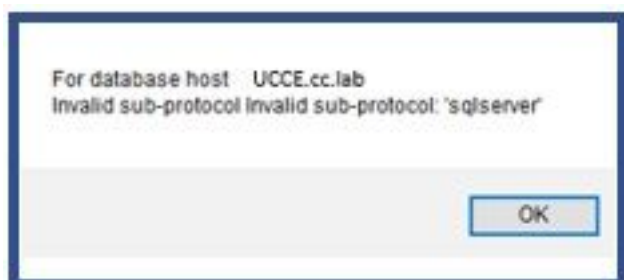 For database host UCCE.cc.lab
Invalid sub-protocol Invalid sub-protocol: 'sqlserver'
OK